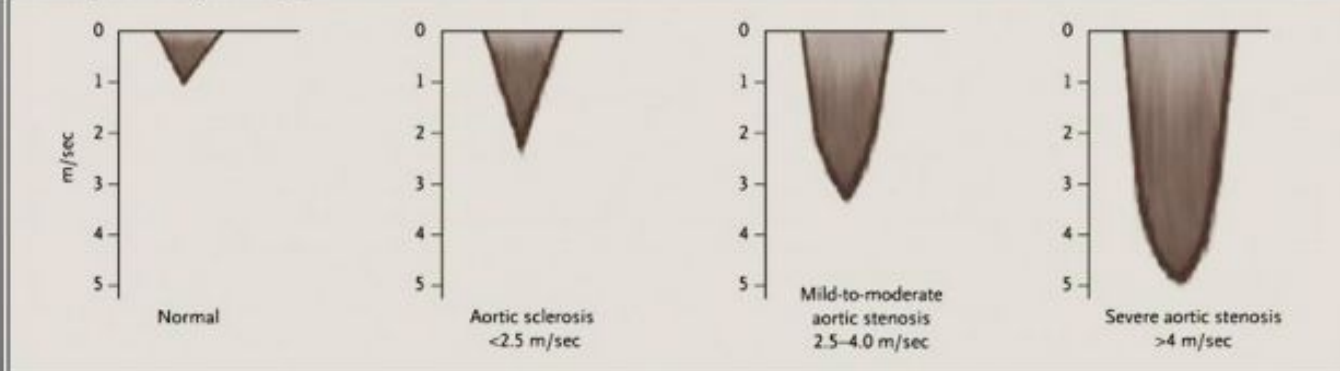 0
1
2
3
4
5
m/sec
Normal
0
1
2
3
4
5
Aortic sclerosis
<2.5 m/sec
0
1
2
3
4
5
Mild-to-moderate
aortic stenosis
2.5–4.0 m/sec
0
1
2
3
4
5
Severe aortic stenosis
>4 m/sec